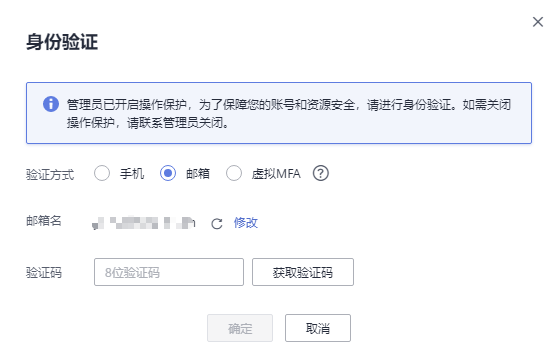 身份验证
管理员已开启操作保护，为了保障您的账号和资源安全，请进行身份验证。如需关闭
操作保护，请联系管理员关闭。
验证方式 手机 邮箱 虚拟MFA ?
邮箱名 修改
验证码 8位验证码 获取验证码
确定 取消